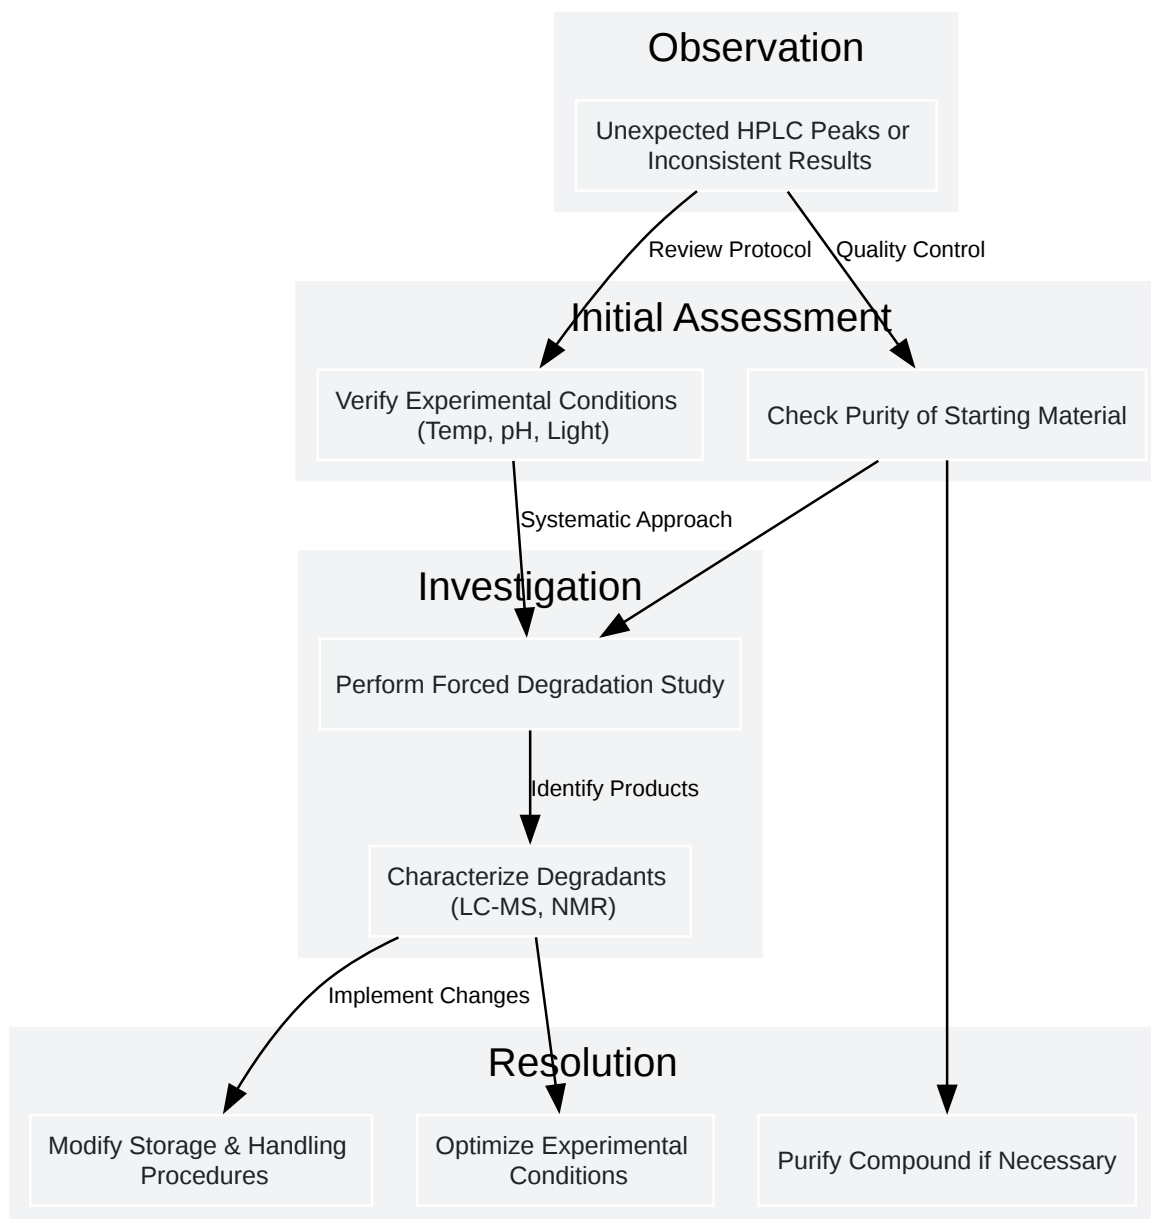 Observation
Unexpected HPLC Peaks or
Inconsistent Results
Review Protocol
Quality Control
Initial Assessment
Verify Experimental Conditions
(Temp, pH, Light)
Check Purity of Starting Material
Systematic Approach
Investigation
Perform Forced Degradation Study
Identify Products
Characterize Degradants
(LC-MS, NMR)
Implement Changes
Resolution
Modify Storage & Handling
Procedures
Optimize Experimental
Conditions
Purify Compound if Necessary